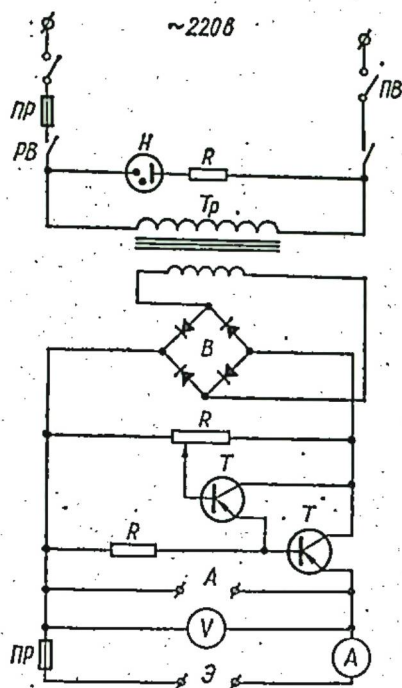 ~220в
ПР
ПВ
РВ
Н
R
Тр
В
R
Т
R
Т
А
V
ПР
А
Э